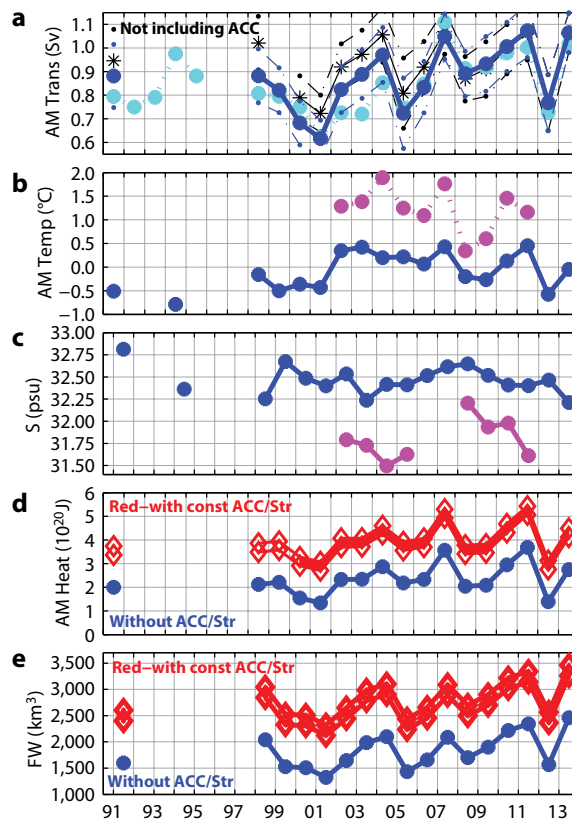 a
Not including ACC
AM Trans (Sv)
1.1
1.0
0.9
0.8
0.7
0.6
b
AM Temp (°C)
2.0
1.5
1.0
0.5
0.0
−0.5
−1.0
c
S (psu)
33.00
32.75
32.50
32.25
32.00
31.75
31.50
d
Red−with const ACC/Str
AM Heat (10²⁰J)
6
5
4
3
2
1
0
Without ACC/Str
e
Red−with const ACC/Str
FW (km³)
3,500
3,000
2,500
2,000
1,500
1,000
Without ACC/Str
91 93 95 97 98 00 01 03 05 07 09 11 13